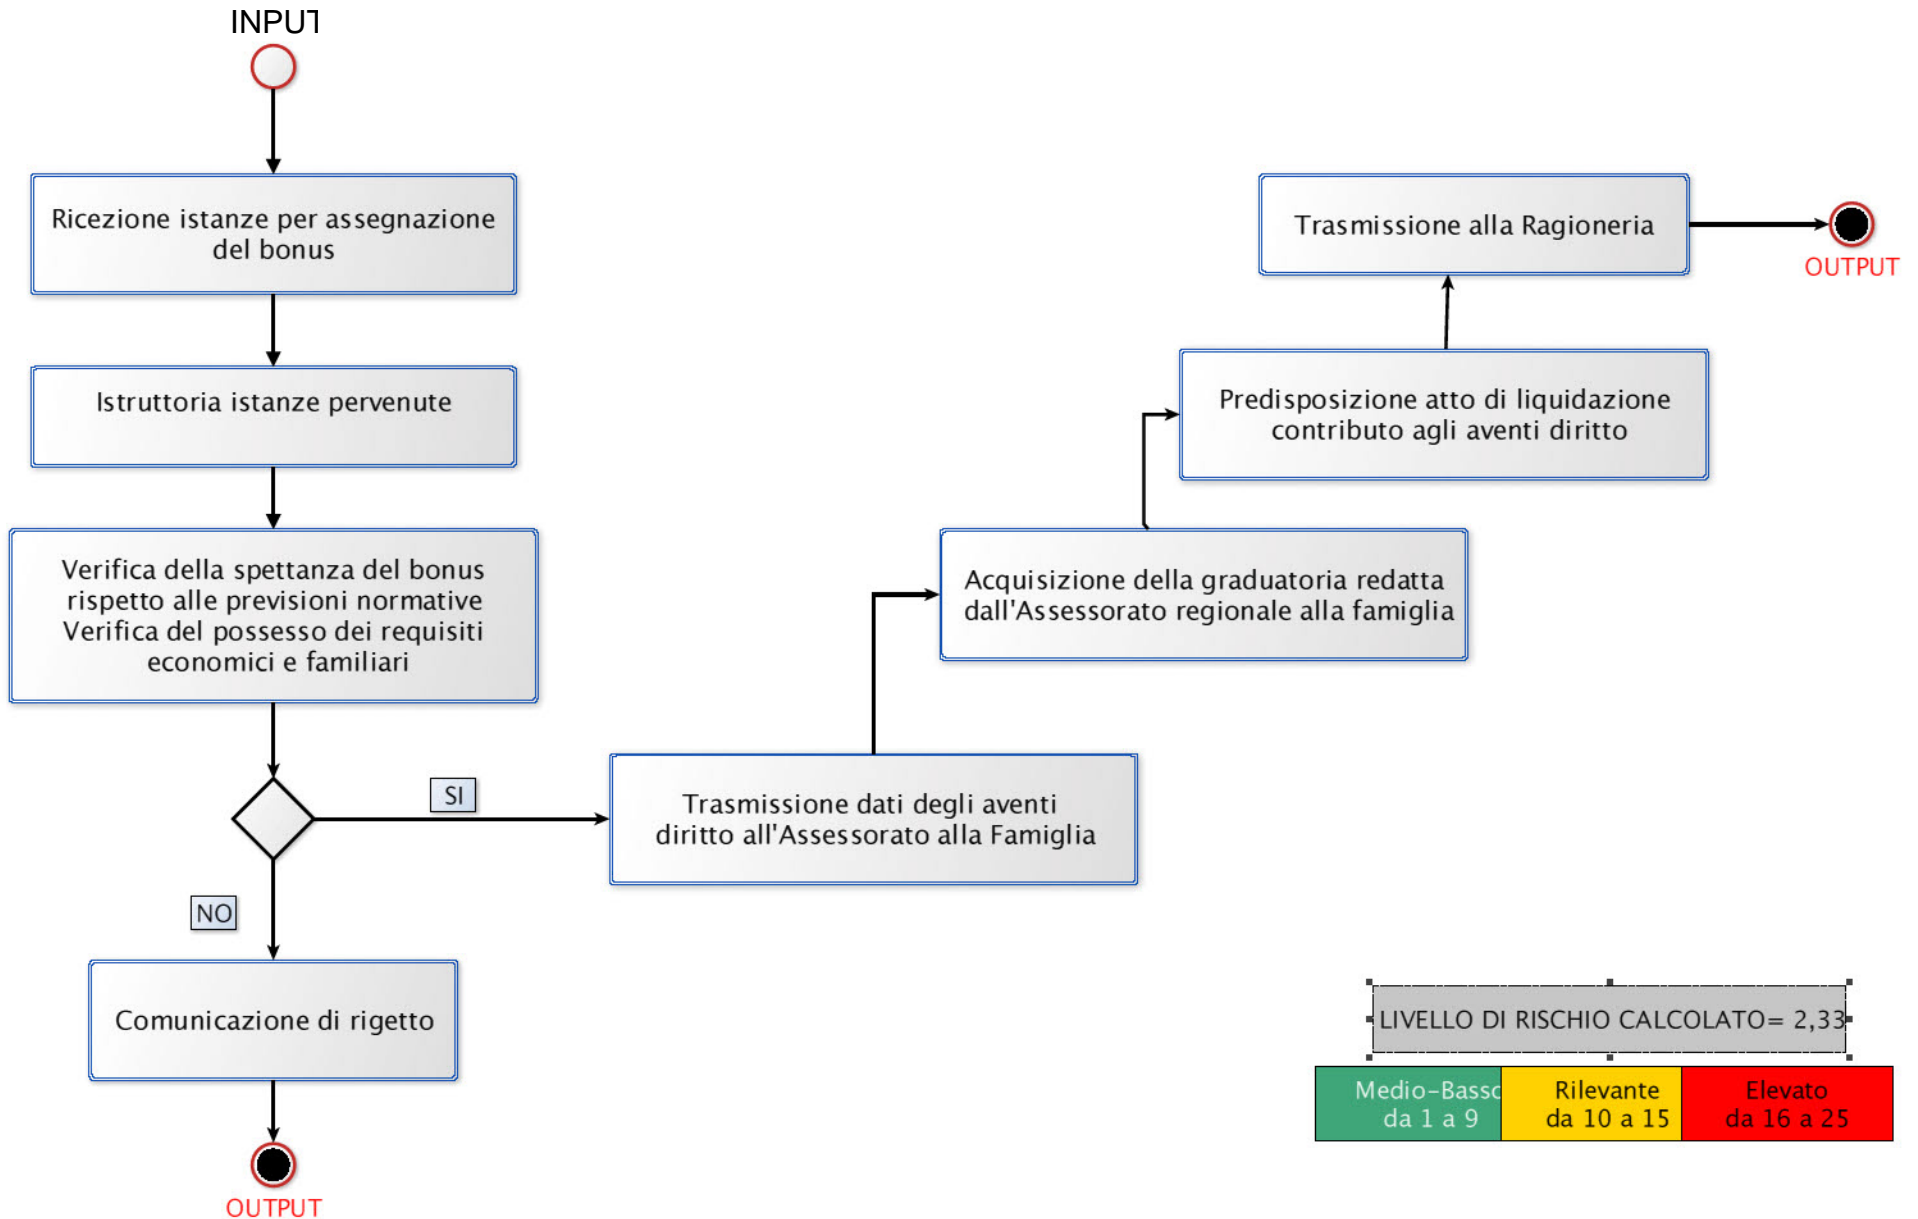 INPUT
Ricezione istanze per assegnazione
del bonus
Istruttoria istanze pervenute
Verifica della spettanza del bonus
rispetto alle previsioni normative
Verifica del possesso dei requisiti
economici e familiari
SI
NO
Comunicazione di rigetto
OUTPUT
Trasmissione dati degli aventi
diritto all'Assessorato alla Famiglia
Acquisizione della graduatoria redatta
dall'Assessorato regionale alla famiglia
Predisposizione atto di liquidazione
contributo agli aventi diritto
Trasmissione alla Ragioneria
OUTPUT
LIVELLO DI RISCHIO CALCOLATO= 2,33
Medio-Basso
da 1 a 9
Rilevante
da 10 a 15
Elevato
da 16 a 25